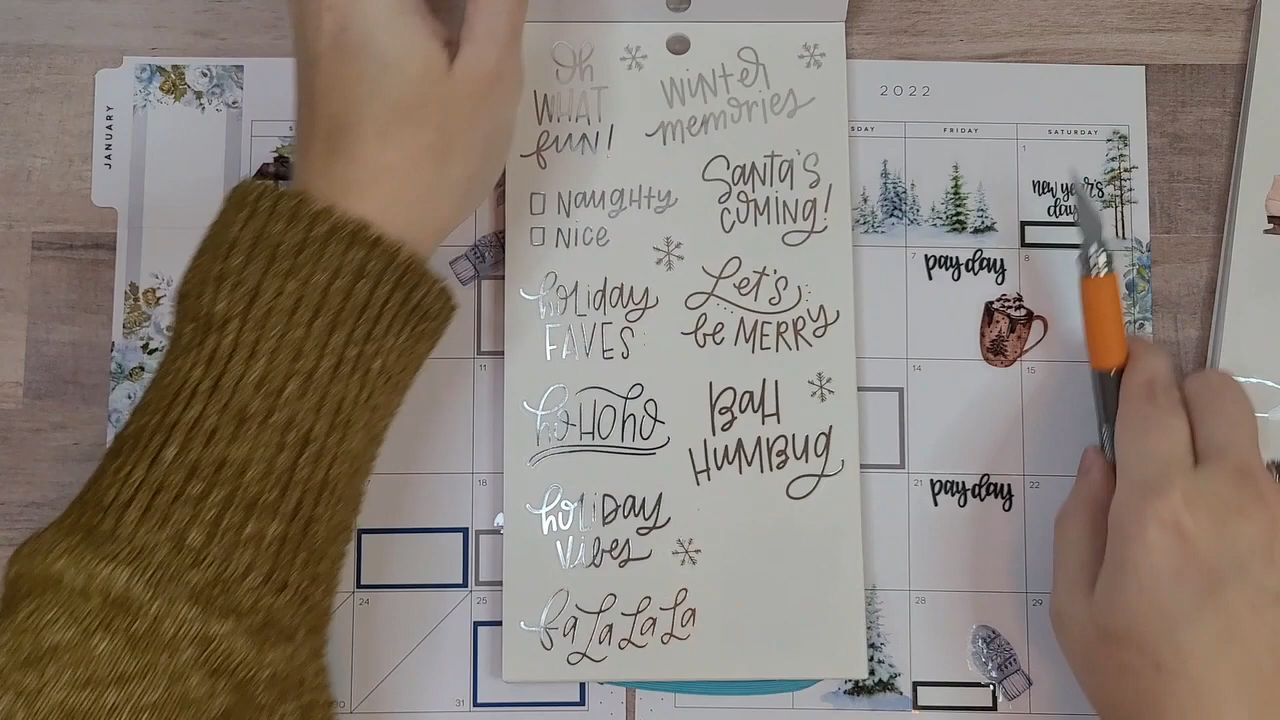 JANUARY
2022
FRIDAY
SATURDAY
1
new year's
day
7
payday
8
11
14
15
18
21
payday
22
24
25
28
29
31
Oh
WHAT
fun!
winter
memories
Naughty
Nice
Santa's
coming!
holiday
FAVES
Let's
be MERRY
ho HO ho
BAH
HUMBUG
holiday
vibes
fa La La La